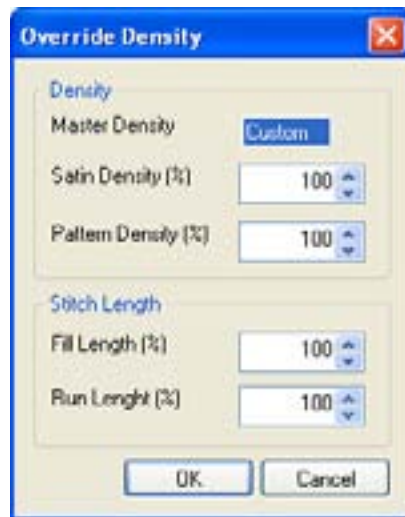 Override Density
Density
Master Density Custom
Satin Density (%) 100
Pattern Density (%) 100
Stitch Length
Fill Length (%) 100
Run Lenght (%) 100
OK Cancel